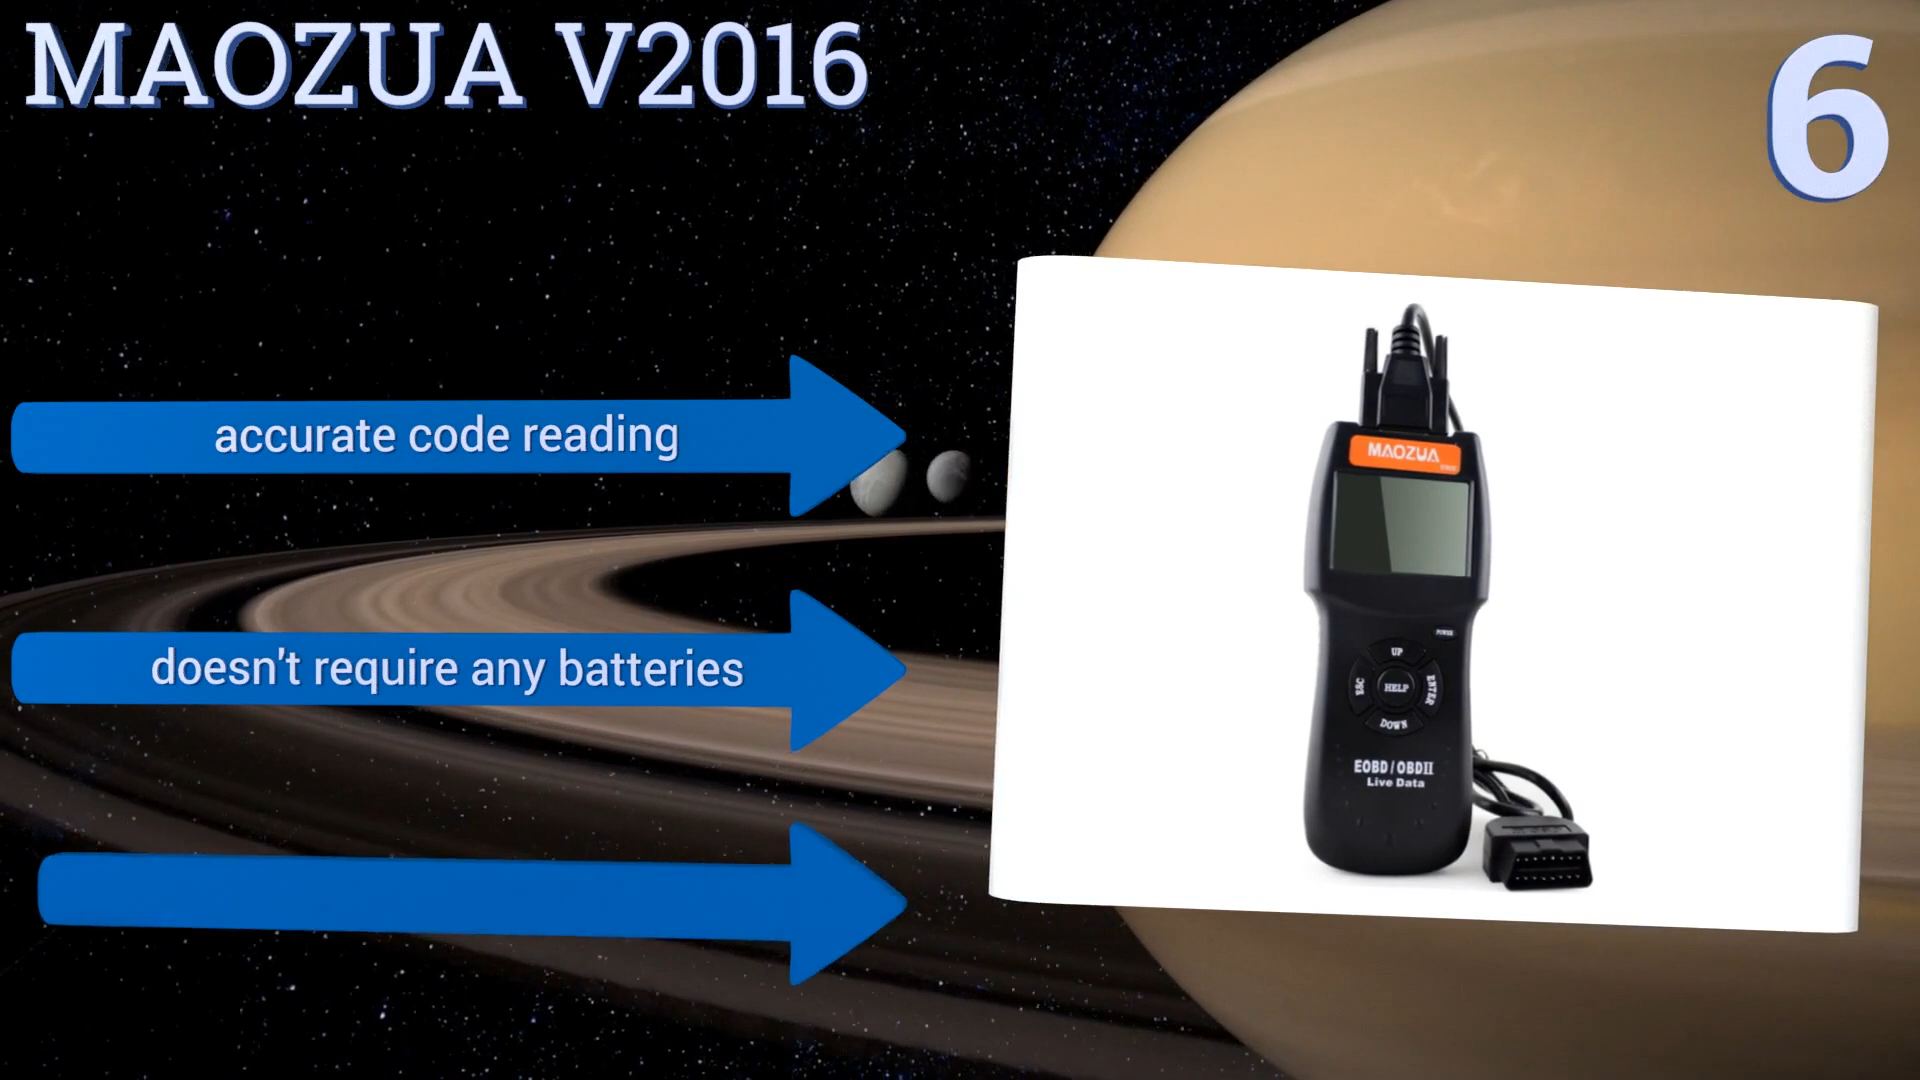 MAOZUA V2016
6
accurate code reading
doesn't require any batteries
MAOZUA
POWER
UP
ESC
HELP
ENTER
DOWN
EOBD/OBDII
Live Data